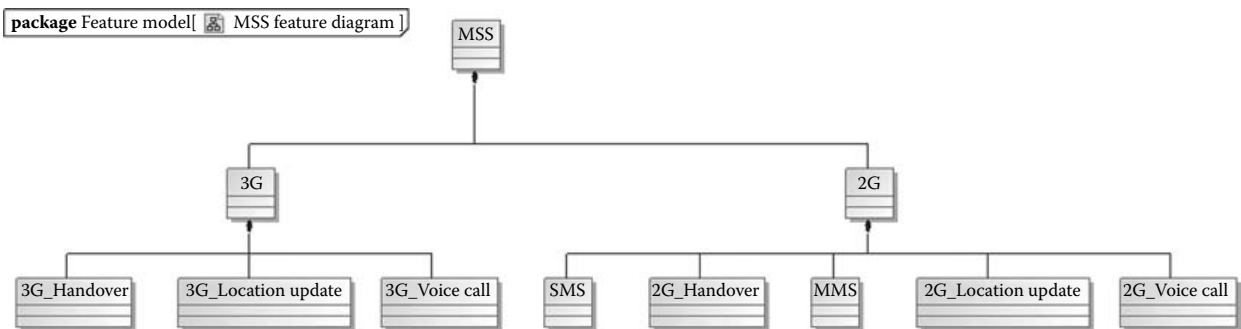 package Feature model[ MSS feature diagram ]
MSS
3G
2G
3G_Handover
3G_Location update
3G_Voice call
SMS
2G_Handover
MMS
2G_Location update
2G_Voice call